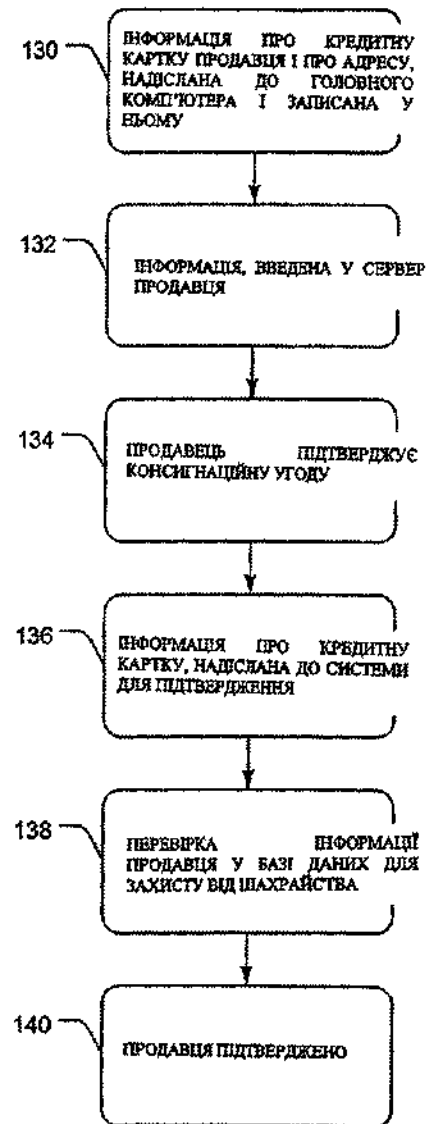 130
ІНФОРМАЦІЯ ПРО КРЕДИТНУ
КАРТКУ ПРОДАВЦЯ І ПРО АДРЕСУ,
НАДІСЛАНА ДО ГОЛОВНОГО
КОМП'ЮТЕРА І ЗАПИСАНА У
НЬОМУ
132
ІНФОРМАЦІЯ, ВВЕДЕНА У СЕРВЕР
ПРОДАВЦЯ
134
ПРОДАВЕЦЬ ПІДТВЕРДЖУЄ
КОНСИГНАЦІЙНУ УГОДУ
136
ІНФОРМАЦІЯ ПРО КРЕДИТНУ
КАРТКУ, НАДІСЛАНА ДО СИСТЕМИ
ДЛЯ ПІДТВЕРДЖЕННЯ
138
ПЕРЕВІРКА ІНФОРМАЦІЇ
ПРОДАВЦЯ У БАЗІ ДАНИХ ДЛЯ
ЗАХИСТУ ВІД ШАХРАЙСТВА
140
ПРОДАВЦЯ ПІДТВЕРДЖЕНО